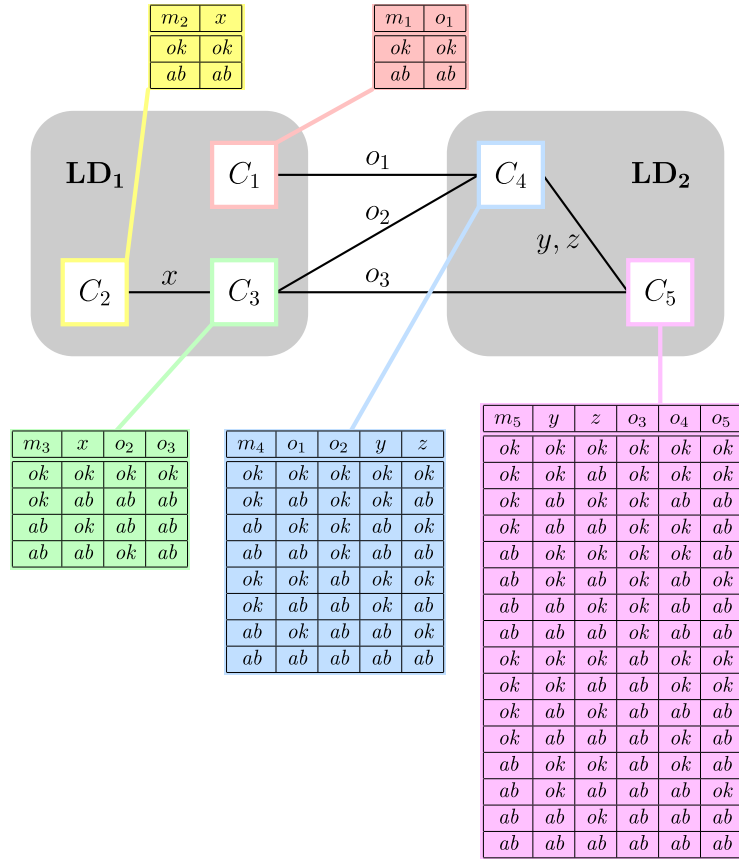 m₂ x
ok ok
ab ab
m₁ o₁
ok ok
ab ab
LD₁
C₁
o₁
C₄
LD₂
o₂
y, z
C₂
x
C₃
o₃
C₅
m₃ x o₂ o₃
ok ok ok ok
ok ab ab ab
ab ok ab ab
ab ab ok ab
m₄ o₁ o₂ y z
ok ok ok ok ok
ok ab ok ok ab
ab ok ok ab ok
ab ab ok ab ab
ok ok ab ok ok
ok ab ab ok ab
ab ok ab ab ok
ab ab ab ab ab
m₅ y z o₃ o₄ o₅
ok ok ok ok ok ok
ok ok ab ok ok ab
ok ab ok ok ab ab
ok ab ab ok ok ab
ab ok ok ok ok ab
ab ok ab ok ab ok
ab ab ok ok ab ab
ab ab ab ok ab ab
ok ok ok ab ok ok
ok ok ab ab ok ok
ok ab ok ab ab ab
ok ab ab ab ok ab
ab ok ok ab ok ab
ab ok ab ab ab ok
ab ab ok ab ab ab
ab ab ab ab ab ab